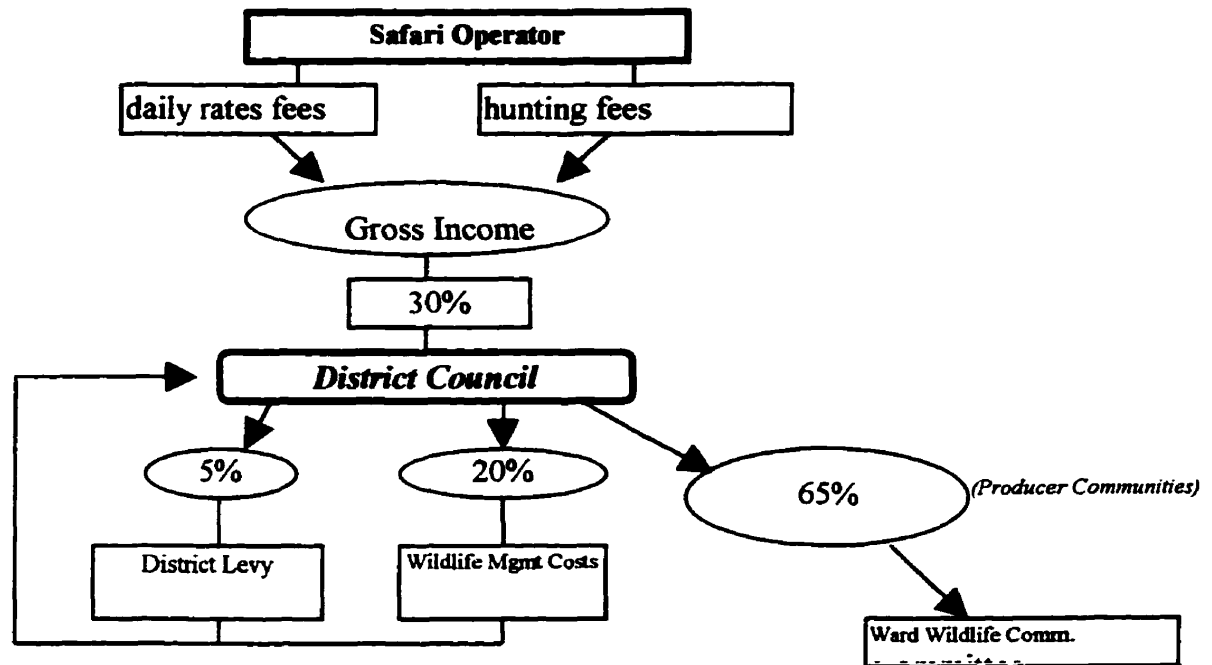 Safari Operator
daily rates fees
hunting fees
Gross Income
30%
District Council
5%
20%
65%
(Producer Communities)
District Levy
Wildlife Mgmt Costs
Ward Wildlife Comm.